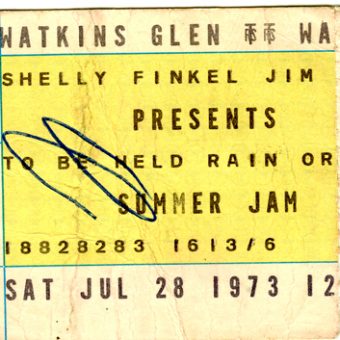 WATKINS GLEN WA
SHELLY FINKEL JIM
PRESENTS
TO BE HELD RAIN OR
SUMMER JAM
18828283 1613/6
SAT JUL 28 1973 12